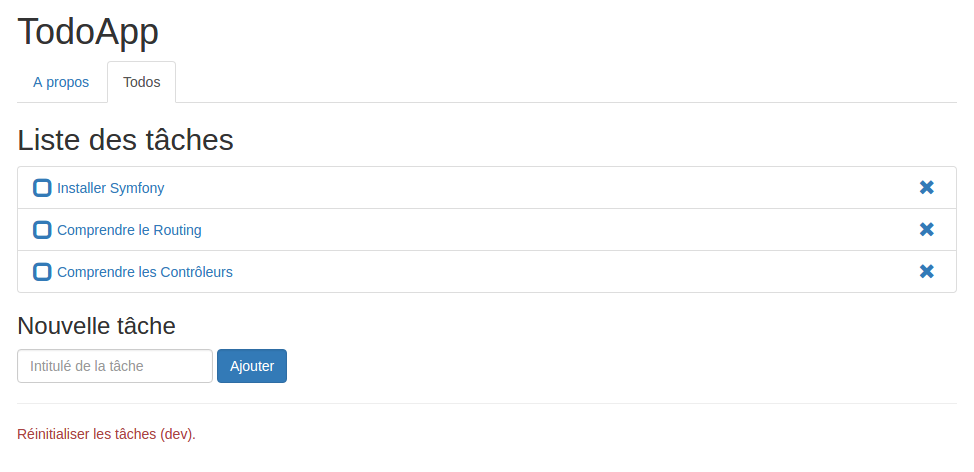 TodoApp
A propos
Todos
Liste des tâches
Installer Symfony
Comprendre le Routing
Comprendre les Contrôleurs
Nouvelle tâche
Intitulé de la tâche
Ajouter
Réinitialiser les tâches (dev).